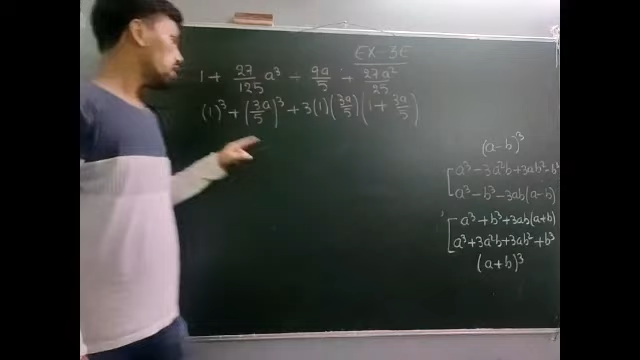 EX-3E
1 + 27/125 a³ + 9a/5 + 27a²/25
(1)³ + (3a/5)³ + 3(1)(3a/5)(1 + 3a/5)
(a-b)³
a³ - 3a²b + 3ab² - b³
a³ - b³ - 3ab(a-b)
a³ + b³ + 3ab(a+b)
a³ + 3a²b + 3ab² + b³
(a+b)³